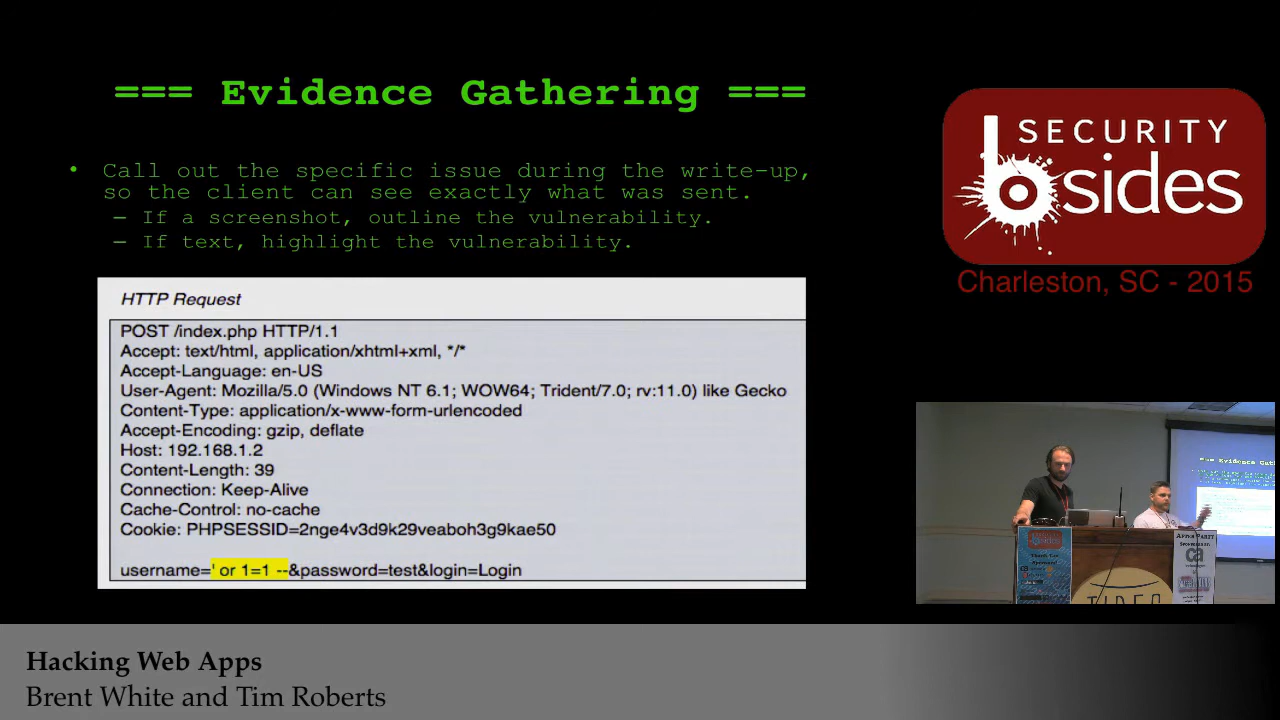 === Evidence Gathering ===
• Call out the specific issue during the write-up,
so the client can see exactly what was sent.
– If a screenshot, outline the vulnerability.
– If text, highlight the vulnerability.
HTTP Request
POST /index.php HTTP/1.1
Accept: text/html, application/xhtml+xml, */*
Accept-Language: en-US
User-Agent: Mozilla/5.0 (Windows NT 6.1; WOW64; Trident/7.0; rv:11.0) like Gecko
Content-Type: application/x-www-form-urlencoded
Accept-Encoding: gzip, deflate
Host: 192.168.1.2
Content-Length: 39
Connection: Keep-Alive
Cache-Control: no-cache
Cookie: PHPSESSID=2nge4v3d9k29veaboh3g9kae50
username=' or 1=1 --&password=test&login=Login
SECURITY
bsides
Charleston, SC - 2015
=== Evidence Gath
After Party
ca
Hacking Web Apps
Brent White and Tim Roberts